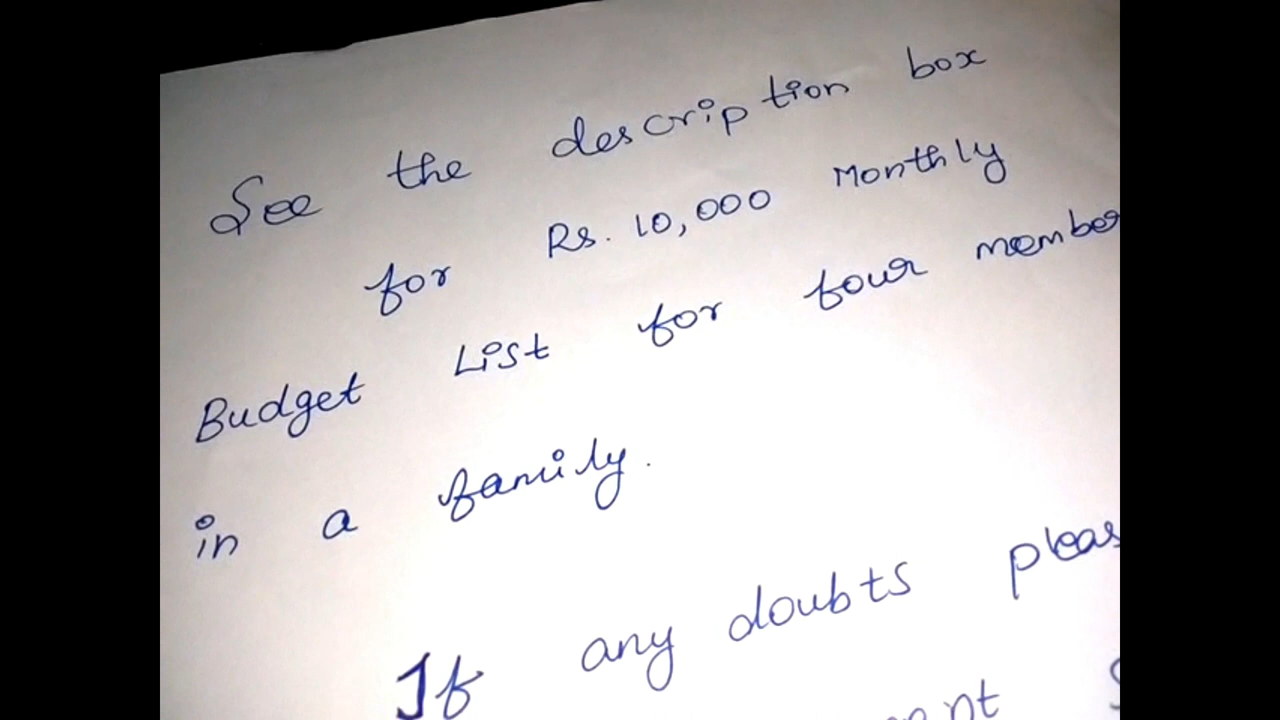 See the description box
for Rs. 10,000 Monthly
Budget List for four member
in a family.
If any doubts pleas